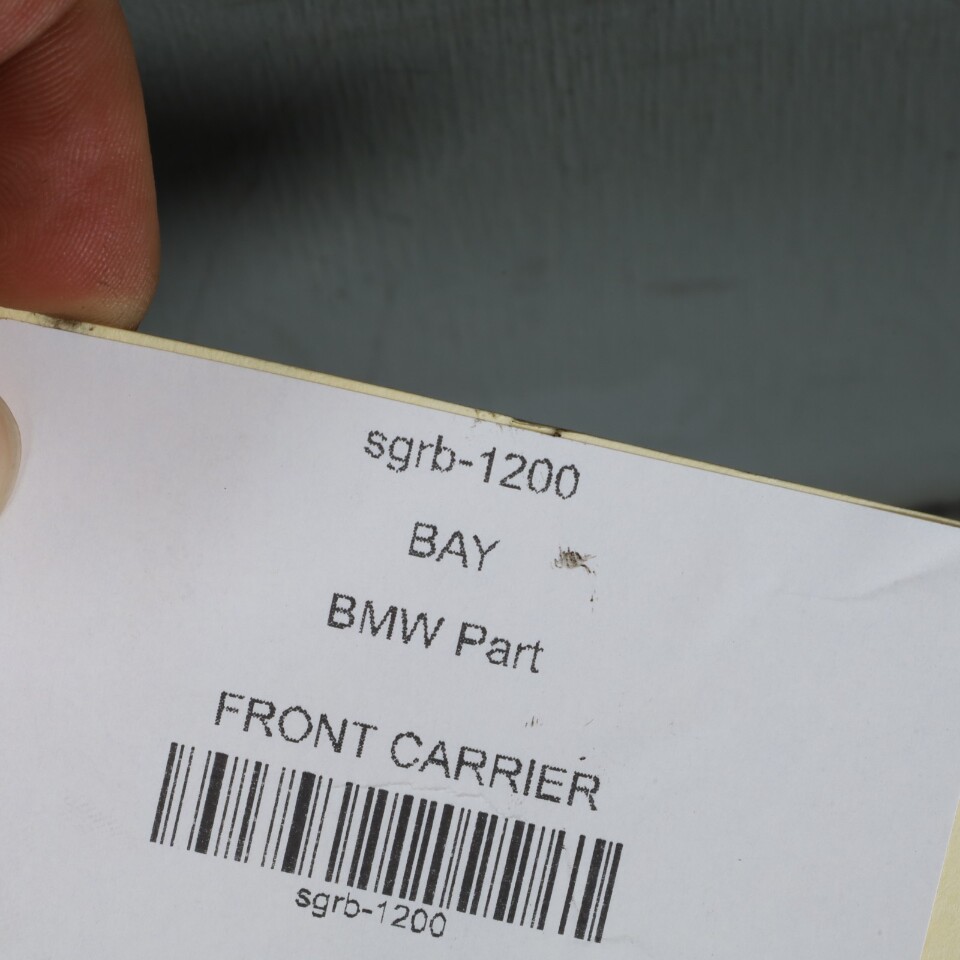 sgrb-1200
BAY
BMW Part
FRONT CARRIER
sgrb-1200